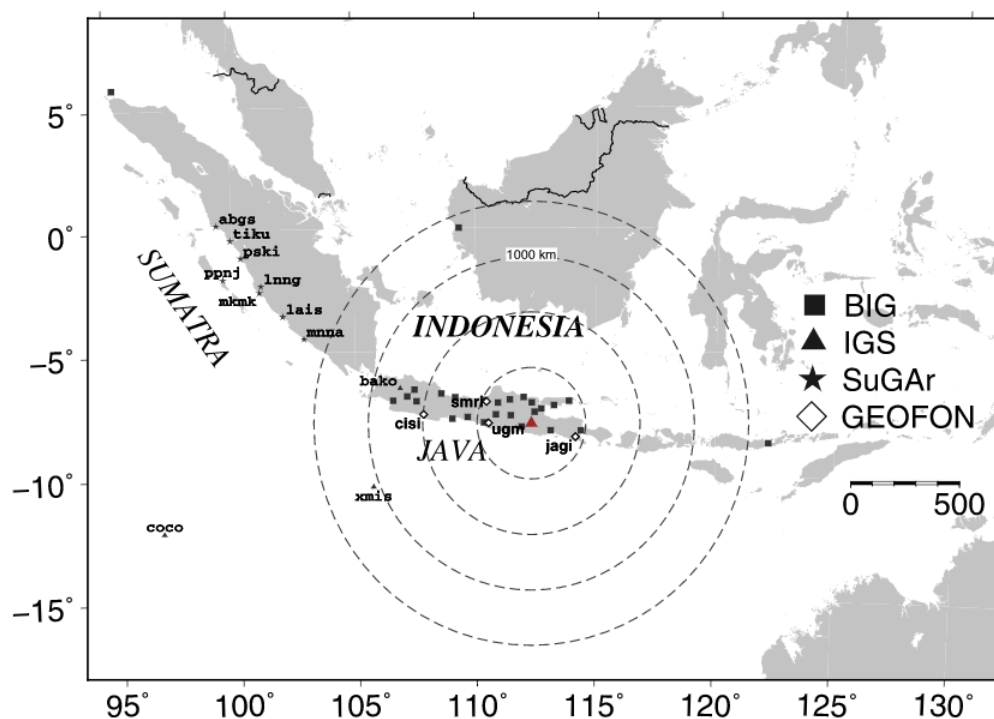 5°
0°
−5°
−10°
−15°
95°
100°
105°
110°
115°
120°
125°
130°
abgs
tiku
pski
ppnj
lnng
mkmk
lais
mnna
SUMATRA
1000 km.
INDONESIA
bako
smrl
cisi
ugm
jagi
JAVA
xmis
coco
BIG
IGS
SuGAr
GEOFON
0
500